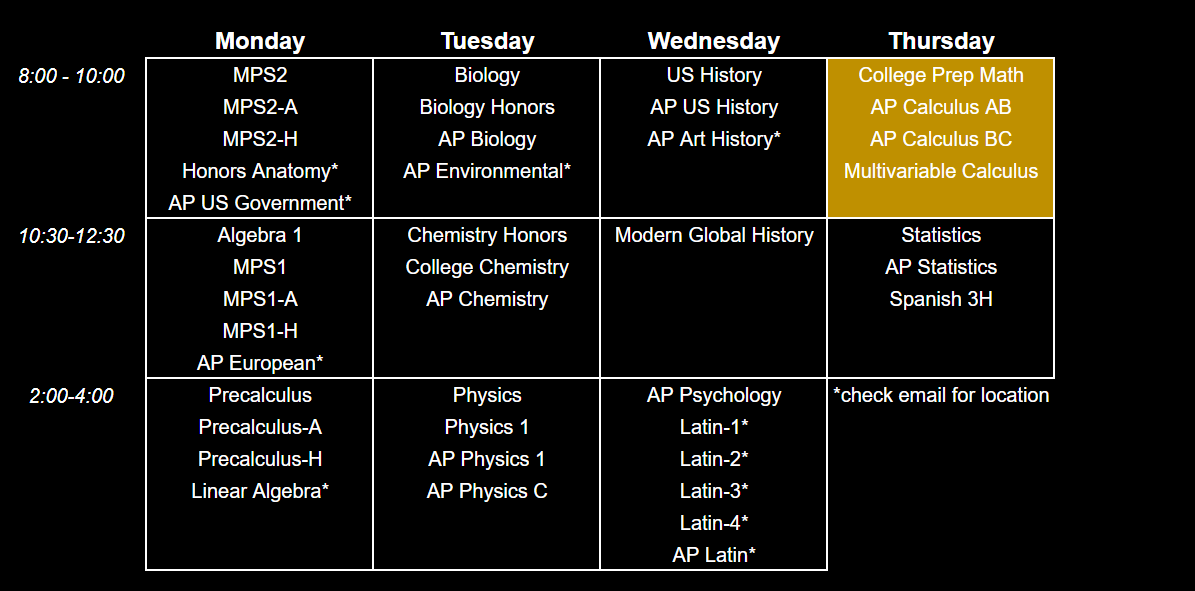 Monday Tuesday Wednesday Thursday
8:00 - 10:00 MPS2 Biology US History College Prep Math
MPS2-A Biology Honors AP US History AP Calculus AB
MPS2-H AP Biology AP Art History* AP Calculus BC
Honors Anatomy* AP Environmental* Multivariable Calculus
AP US Government*
10:30-12:30 Algebra 1 Chemistry Honors Modern Global History Statistics
MPS1 College Chemistry AP Statistics
MPS1-A AP Chemistry Spanish 3H
MPS1-H
AP European*
2:00-4:00 Precalculus Physics AP Psychology *check email for location
Precalculus-A Physics 1 Latin-1*
Precalculus-H AP Physics 1 Latin-2*
Linear Algebra* AP Physics C Latin-3*
Latin-4*
AP Latin*